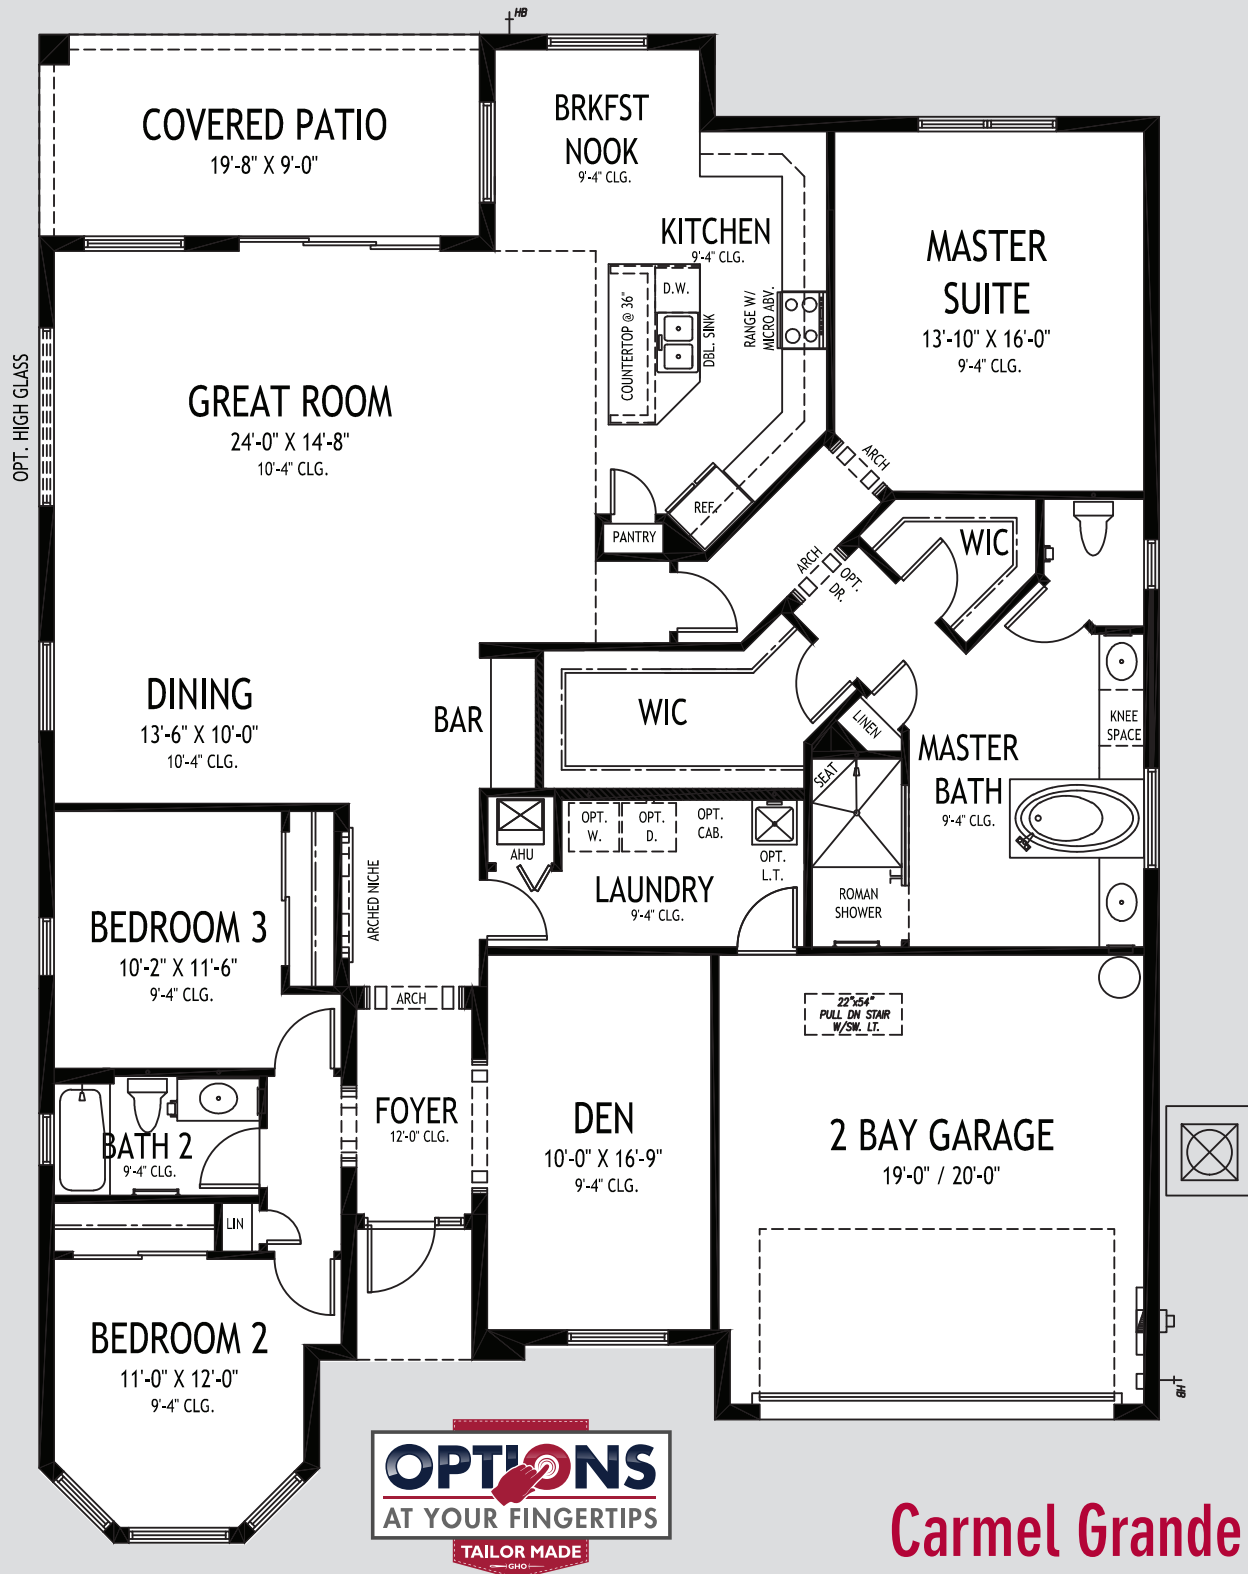 HB
COVERED PATIO
19'-8" X 9'-0"
BRKFST
NOOK
9'-4" CLG.
KITCHEN
9'-4" CLG.
D.W.
COUNTERTOP @ 36"
DBL. SINK
RANGE W/
MICRO ABV.
MASTER
SUITE
13'-10" X 16'-0"
9'-4" CLG.
OPT. HIGH GLASS
GREAT ROOM
24'-0" X 14'-8"
10'-4" CLG.
ARCH
REF.
PANTRY
WIC
ARCH
OPT.
DR.
DINING
13'-6" X 10'-0"
10'-4" CLG.
BAR
WIC
LINEN
KNEE
SPACE
MASTER
BATH
9'-4" CLG.
SEAT
AHU
OPT.
W.
OPT.
D.
OPT.
CAB.
OPT.
L.T.
LAUNDRY
9'-4" CLG.
ROMAN
SHOWER
ARCHED NICHE
BEDROOM 3
10'-2" X 11'-6"
9'-4" CLG.
ARCH
22"x54"
PULL DN STAIR
W/SW. LT.
FOYER
12'-0" CLG.
DEN
10'-0" X 16'-9"
9'-4" CLG.
2 BAY GARAGE
19'-0" / 20'-0"
BATH 2
9'-4" CLG.
LIN
BEDROOM 2
11'-0" X 12'-0"
9'-4" CLG.
HB
OPTIONS
AT YOUR FINGERTIPS
TAILOR MADE
GHO
Carmel Grande